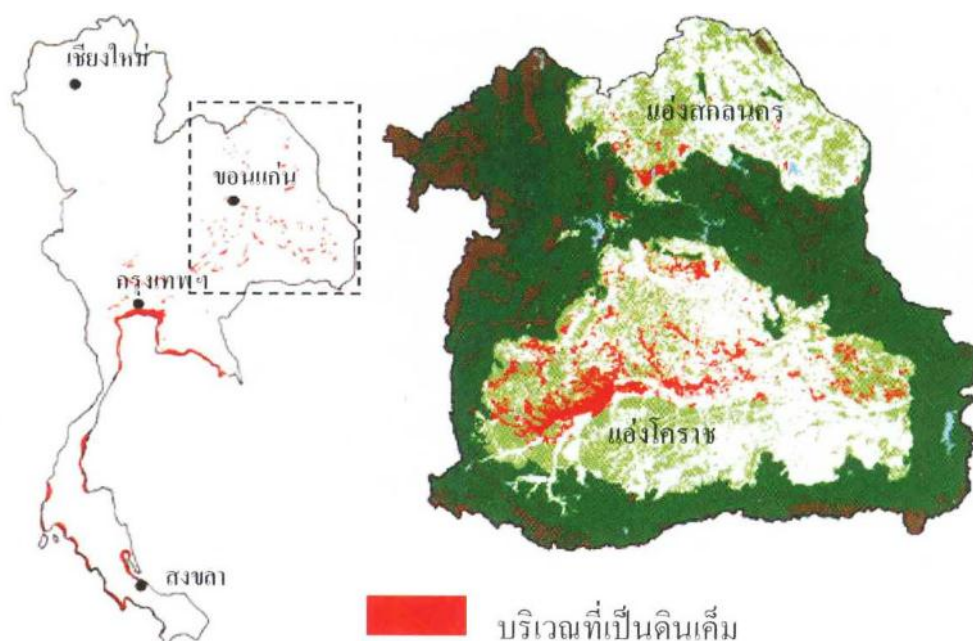 เชียงใหม่
ขอนแก่น
กรุงเทพฯ
สงขลา
แอ่งสกลนคร
แอ่งโคราช
บริเวณที่เป็นดินเค็ม